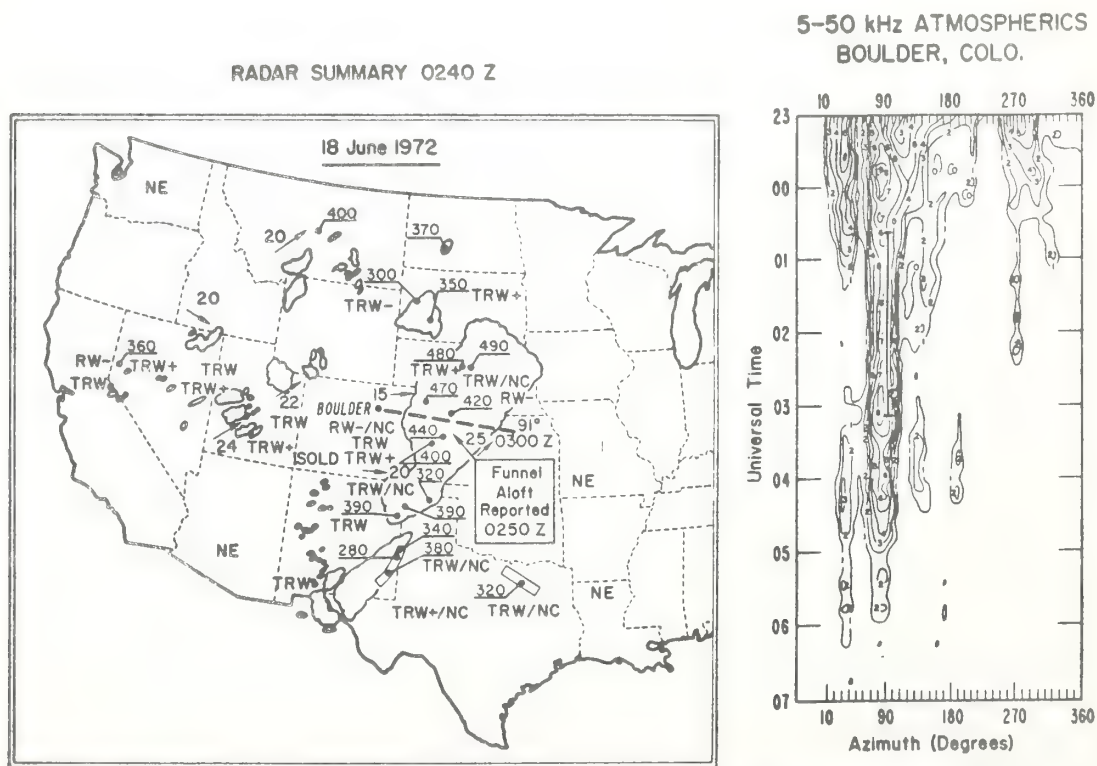 RADAR SUMMARY 0240 Z
18 June 1972
NE
400
20
370
300
350
TRW-
TRW+
20
360
RW-
TRW+
TRW
TRW
TRW+
480
490
TRW+
TRW/NC
RW-
470
15
420
22
TRW
BOULDER
RW-/NC
91°
0300 Z
25
24
TRW+
TRW
440
ISOLD TRW+
400
20
320
TRW/NC
Funnel
Aloft
Reported
0250 Z
NE
390
TRW
390
340
NE
280
380
TRW/NC
TRW
320
NE
TRW+/NC
TRW/NC
5-50 kHz ATMOSPHERICS
BOULDER, COLO.
10 90 180 270 360
23
00
01
02
03
04
05
06
07
Universal Time
10 90 180 270 360
Azimuth (Degrees)